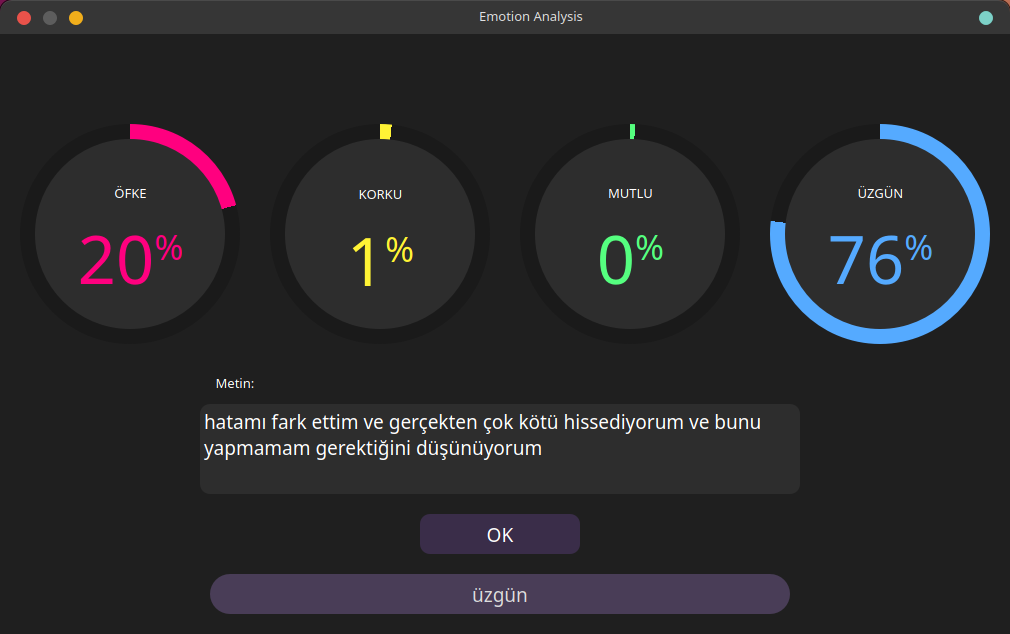 Emotion Analysis
ÖFKE
20%
KORKU
1%
MUTLU
0%
ÜZGÜN
76%
Metin:
hatamı fark ettim ve gerçekten çok kötü hissediyorum ve bunu
yapmamam gerektiğini düşünüyorum
OK
üzgün